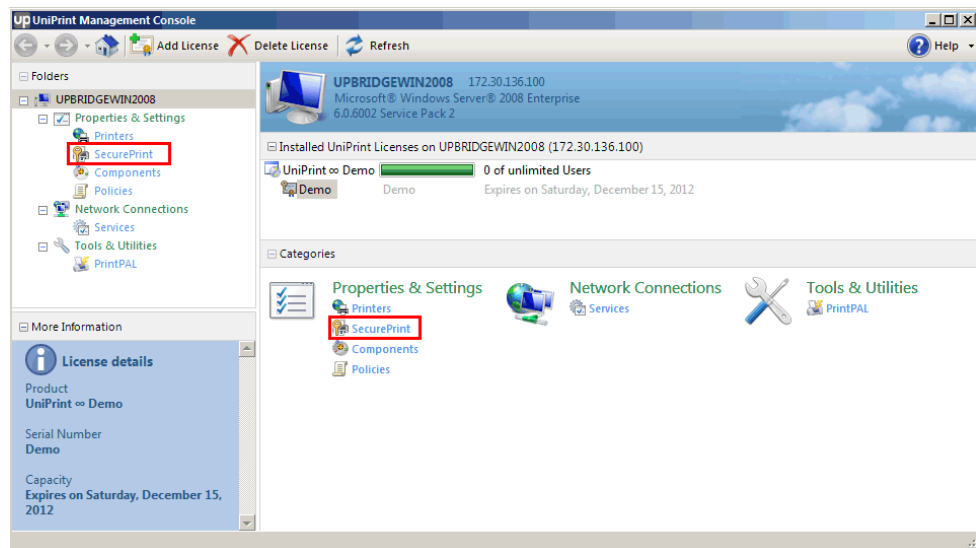 up UniPrint Management Console
Add License Delete License Refresh Help
Folders
UPBRIDGEWIN2008
Properties & Settings
Printers
SecurePrint
Components
Policies
Network Connections
Services
Tools & Utilities
PrintPAL
More Information
License details
Product
UniPrint ∞ Demo
Serial Number
Demo
Capacity
Expires on Saturday, December 15,
2012
UPBRIDGEWIN2008 172.30.136.100
Microsoft® Windows Server® 2008 Enterprise
6.0.6002 Service Pack 2
Installed UniPrint Licenses on UPBRIDGEWIN2008 (172.30.136.100)
UniPrint ∞ Demo 0 of unlimited Users
Demo Demo Expires on Saturday, December 15, 2012
Categories
Properties & Settings
Printers
SecurePrint
Components
Policies
Network Connections
Services
Tools & Utilities
PrintPAL